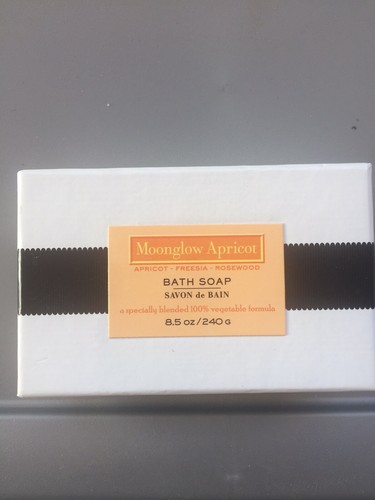 Moonglow Apricot
APRICOT • FREESIA • ROSEWOOD
BATH SOAP
SAVON de BAIN
a specially blended 100% vegetable formula
8.5 oz/240 G